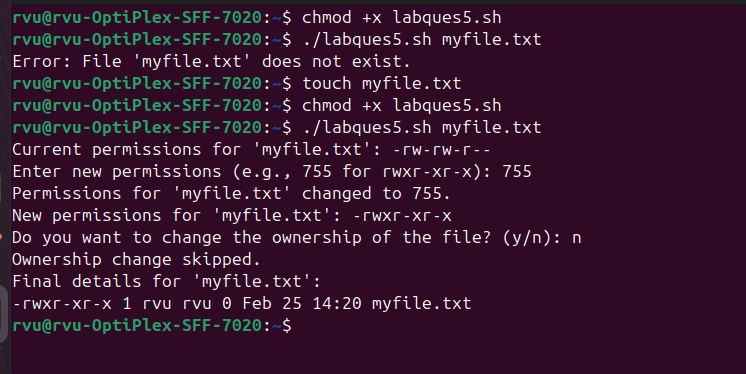 rvu@rvu-OptiPlex-SFF-7020:~$ chmod +x labques5.sh
rvu@rvu-OptiPlex-SFF-7020:~$ ./labques5.sh myfile.txt
Error: File 'myfile.txt' does not exist.
rvu@rvu-OptiPlex-SFF-7020:~$ touch myfile.txt
rvu@rvu-OptiPlex-SFF-7020:~$ chmod +x labques5.sh
rvu@rvu-OptiPlex-SFF-7020:~$ ./labques5.sh myfile.txt
Current permissions for 'myfile.txt': -rw-rw-r--
Enter new permissions (e.g., 755 for rwxr-xr-x): 755
Permissions for 'myfile.txt' changed to 755.
New permissions for 'myfile.txt': -rwxr-xr-x
Do you want to change the ownership of the file? (y/n): n
Ownership change skipped.
Final details for 'myfile.txt':
-rwxr-xr-x 1 rvu rvu 0 Feb 25 14:20 myfile.txt
rvu@rvu-OptiPlex-SFF-7020:~$